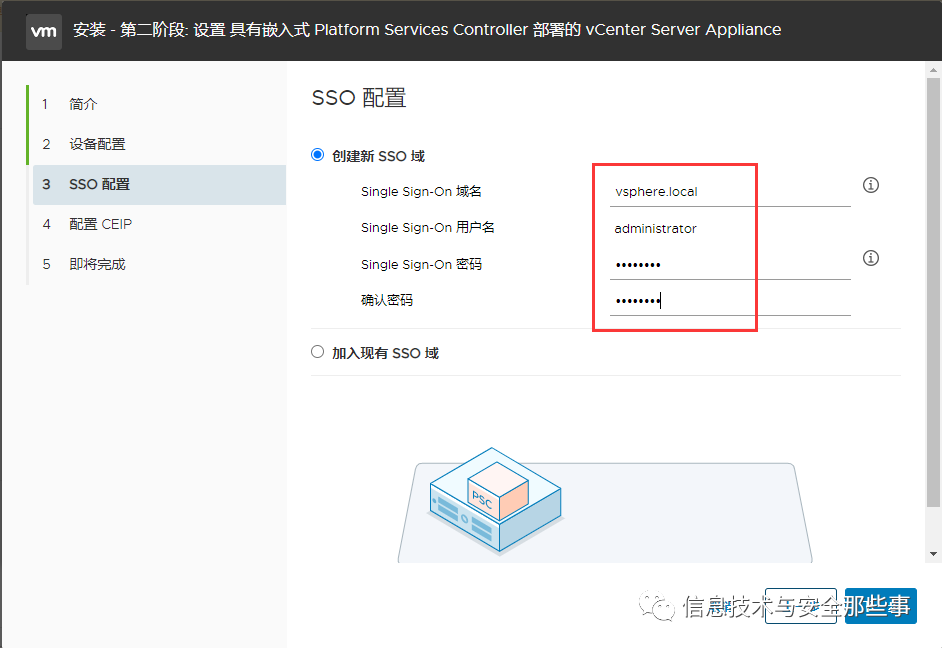 vm 安装 - 第二阶段: 设置 具有嵌入式 Platform Services Controller 部署的 vCenter Server Appliance
1 简介
2 设备配置
3 SSO 配置
4 配置 CEIP
5 即将完成
SSO 配置
创建新 SSO 域
Single Sign-On 域名 vsphere.local
Single Sign-On 用户名 administrator
Single Sign-On 密码 ••••••••
确认密码 ••••••••
加入现有 SSO 域
PSC
信息技术与安全那些事